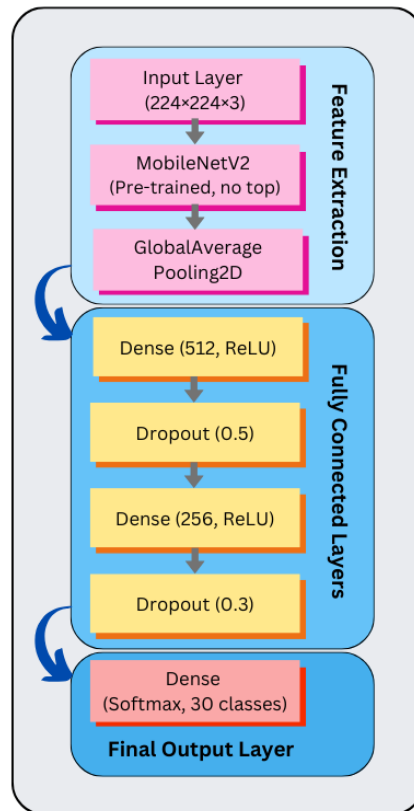 Input Layer
(224×224×3)
MobileNetV2
(Pre-trained, no top)
GlobalAverage
Pooling2D
Feature Extraction
Dense (512, ReLU)
Dropout (0.5)
Dense (256, ReLU)
Dropout (0.3)
Fully Connected Layers
Dense
(Softmax, 30 classes)
Final Output Layer